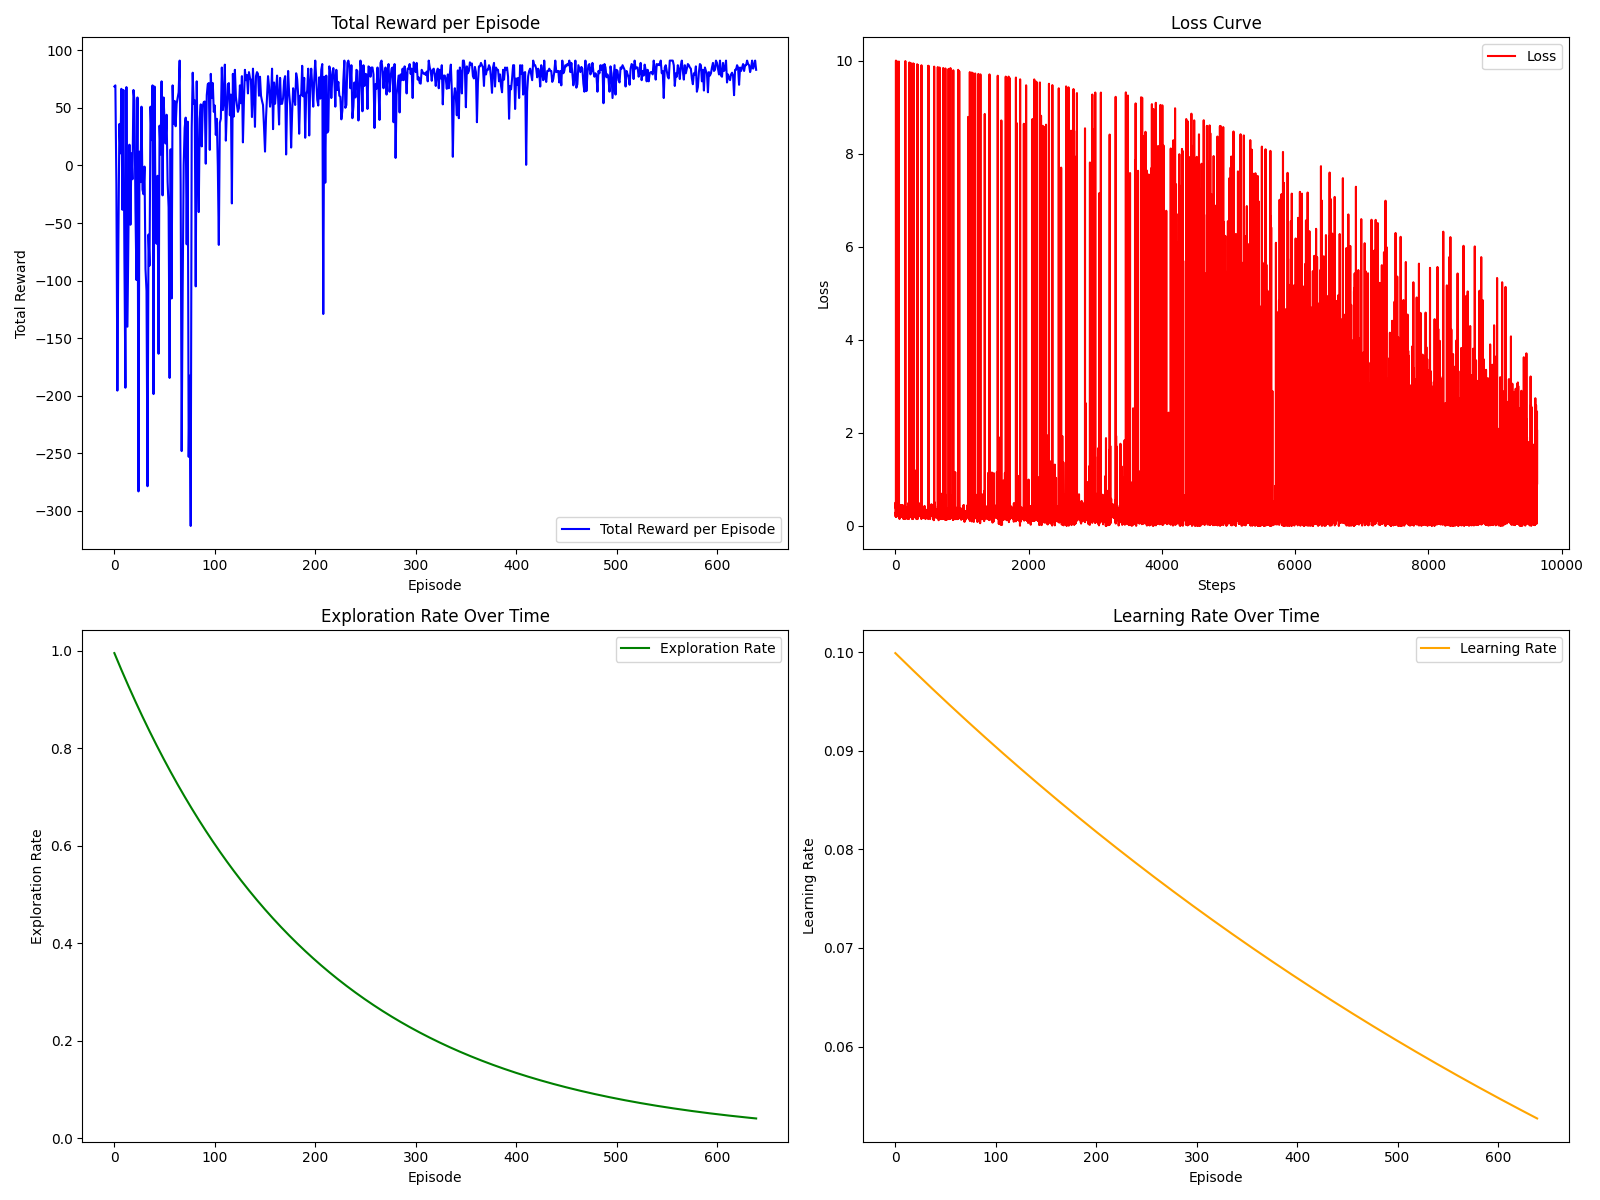 Total Reward per Episode
100
50
0
−50
−100
−150
−200
−250
−300
Total Reward
0 100 200 300 400 500 600
Episode
Total Reward per Episode
Loss Curve
10
8
6
4
2
0
Loss
0 2000 4000 6000 8000 10000
Steps
Loss
Exploration Rate Over Time
1.0
0.8
0.6
0.4
0.2
0.0
Exploration Rate
0 100 200 300 400 500 600
Episode
Exploration Rate
Learning Rate Over Time
0.10
0.09
0.08
0.07
0.06
Learning Rate
0 100 200 300 400 500 600
Episode
Learning Rate